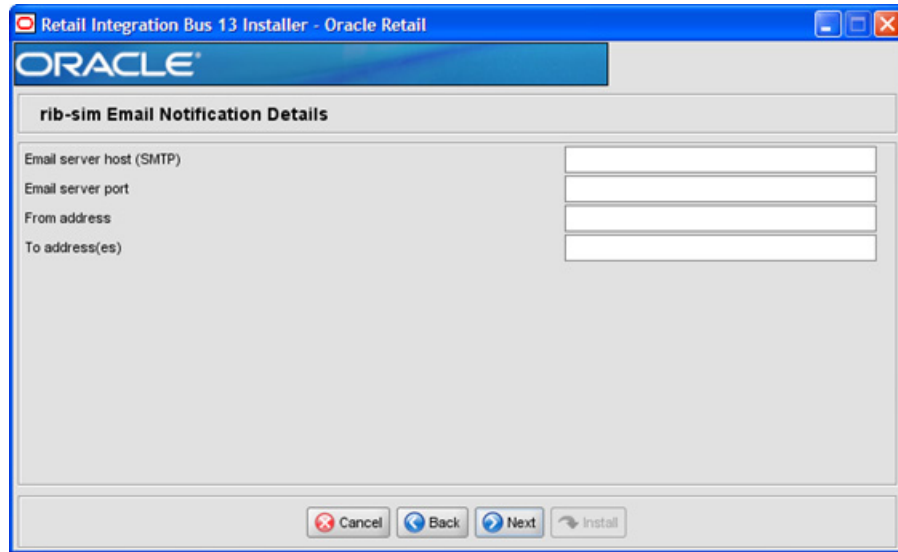 Retail Integration Bus 13 Installer - Oracle Retail
ORACLE®
rib-sim Email Notification Details
Email server host (SMTP)
Email server port
From address
To address(es)
Cancel Back Next Install